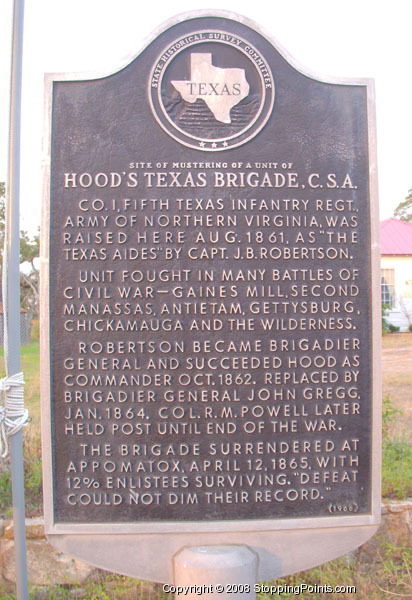 STATE HISTORICAL SURVEY COMMITTEE
TEXAS
SITE OF MUSTERING OF A UNIT OF
HOOD'S TEXAS BRIGADE, C.S.A.
CO. I, FIFTH TEXAS INFANTRY REGT.
ARMY OF NORTHERN VIRGINIA, WAS
RAISED HERE AUG. 1861, AS "THE
TEXAS AIDES" BY CAPT. J.B. ROBERTSON.
UNIT FOUGHT IN MANY BATTLES OF
CIVIL WAR—GAINES MILL, SECOND
MANASSAS, ANTIETAM, GETTYSBURG,
CHICKAMAUGA AND THE WILDERNESS.
ROBERTSON BECAME BRIGADIER
GENERAL AND SUCCEEDED HOOD AS
COMMANDER OCT. 1862. REPLACED BY
BRIGADIER GENERAL JOHN GREGG,
JAN. 1864. COL. R.M. POWELL LATER
HELD POST UNTIL END OF THE WAR.
THE BRIGADE SURRENDERED AT
APPOMATOX, APRIL 12, 1865, WITH
12% ENLISTEES SURVIVING. "DEFEAT
COULD NOT DIM THEIR RECORD."
(1966)
Copyright © 2008 StoppingPoints.com